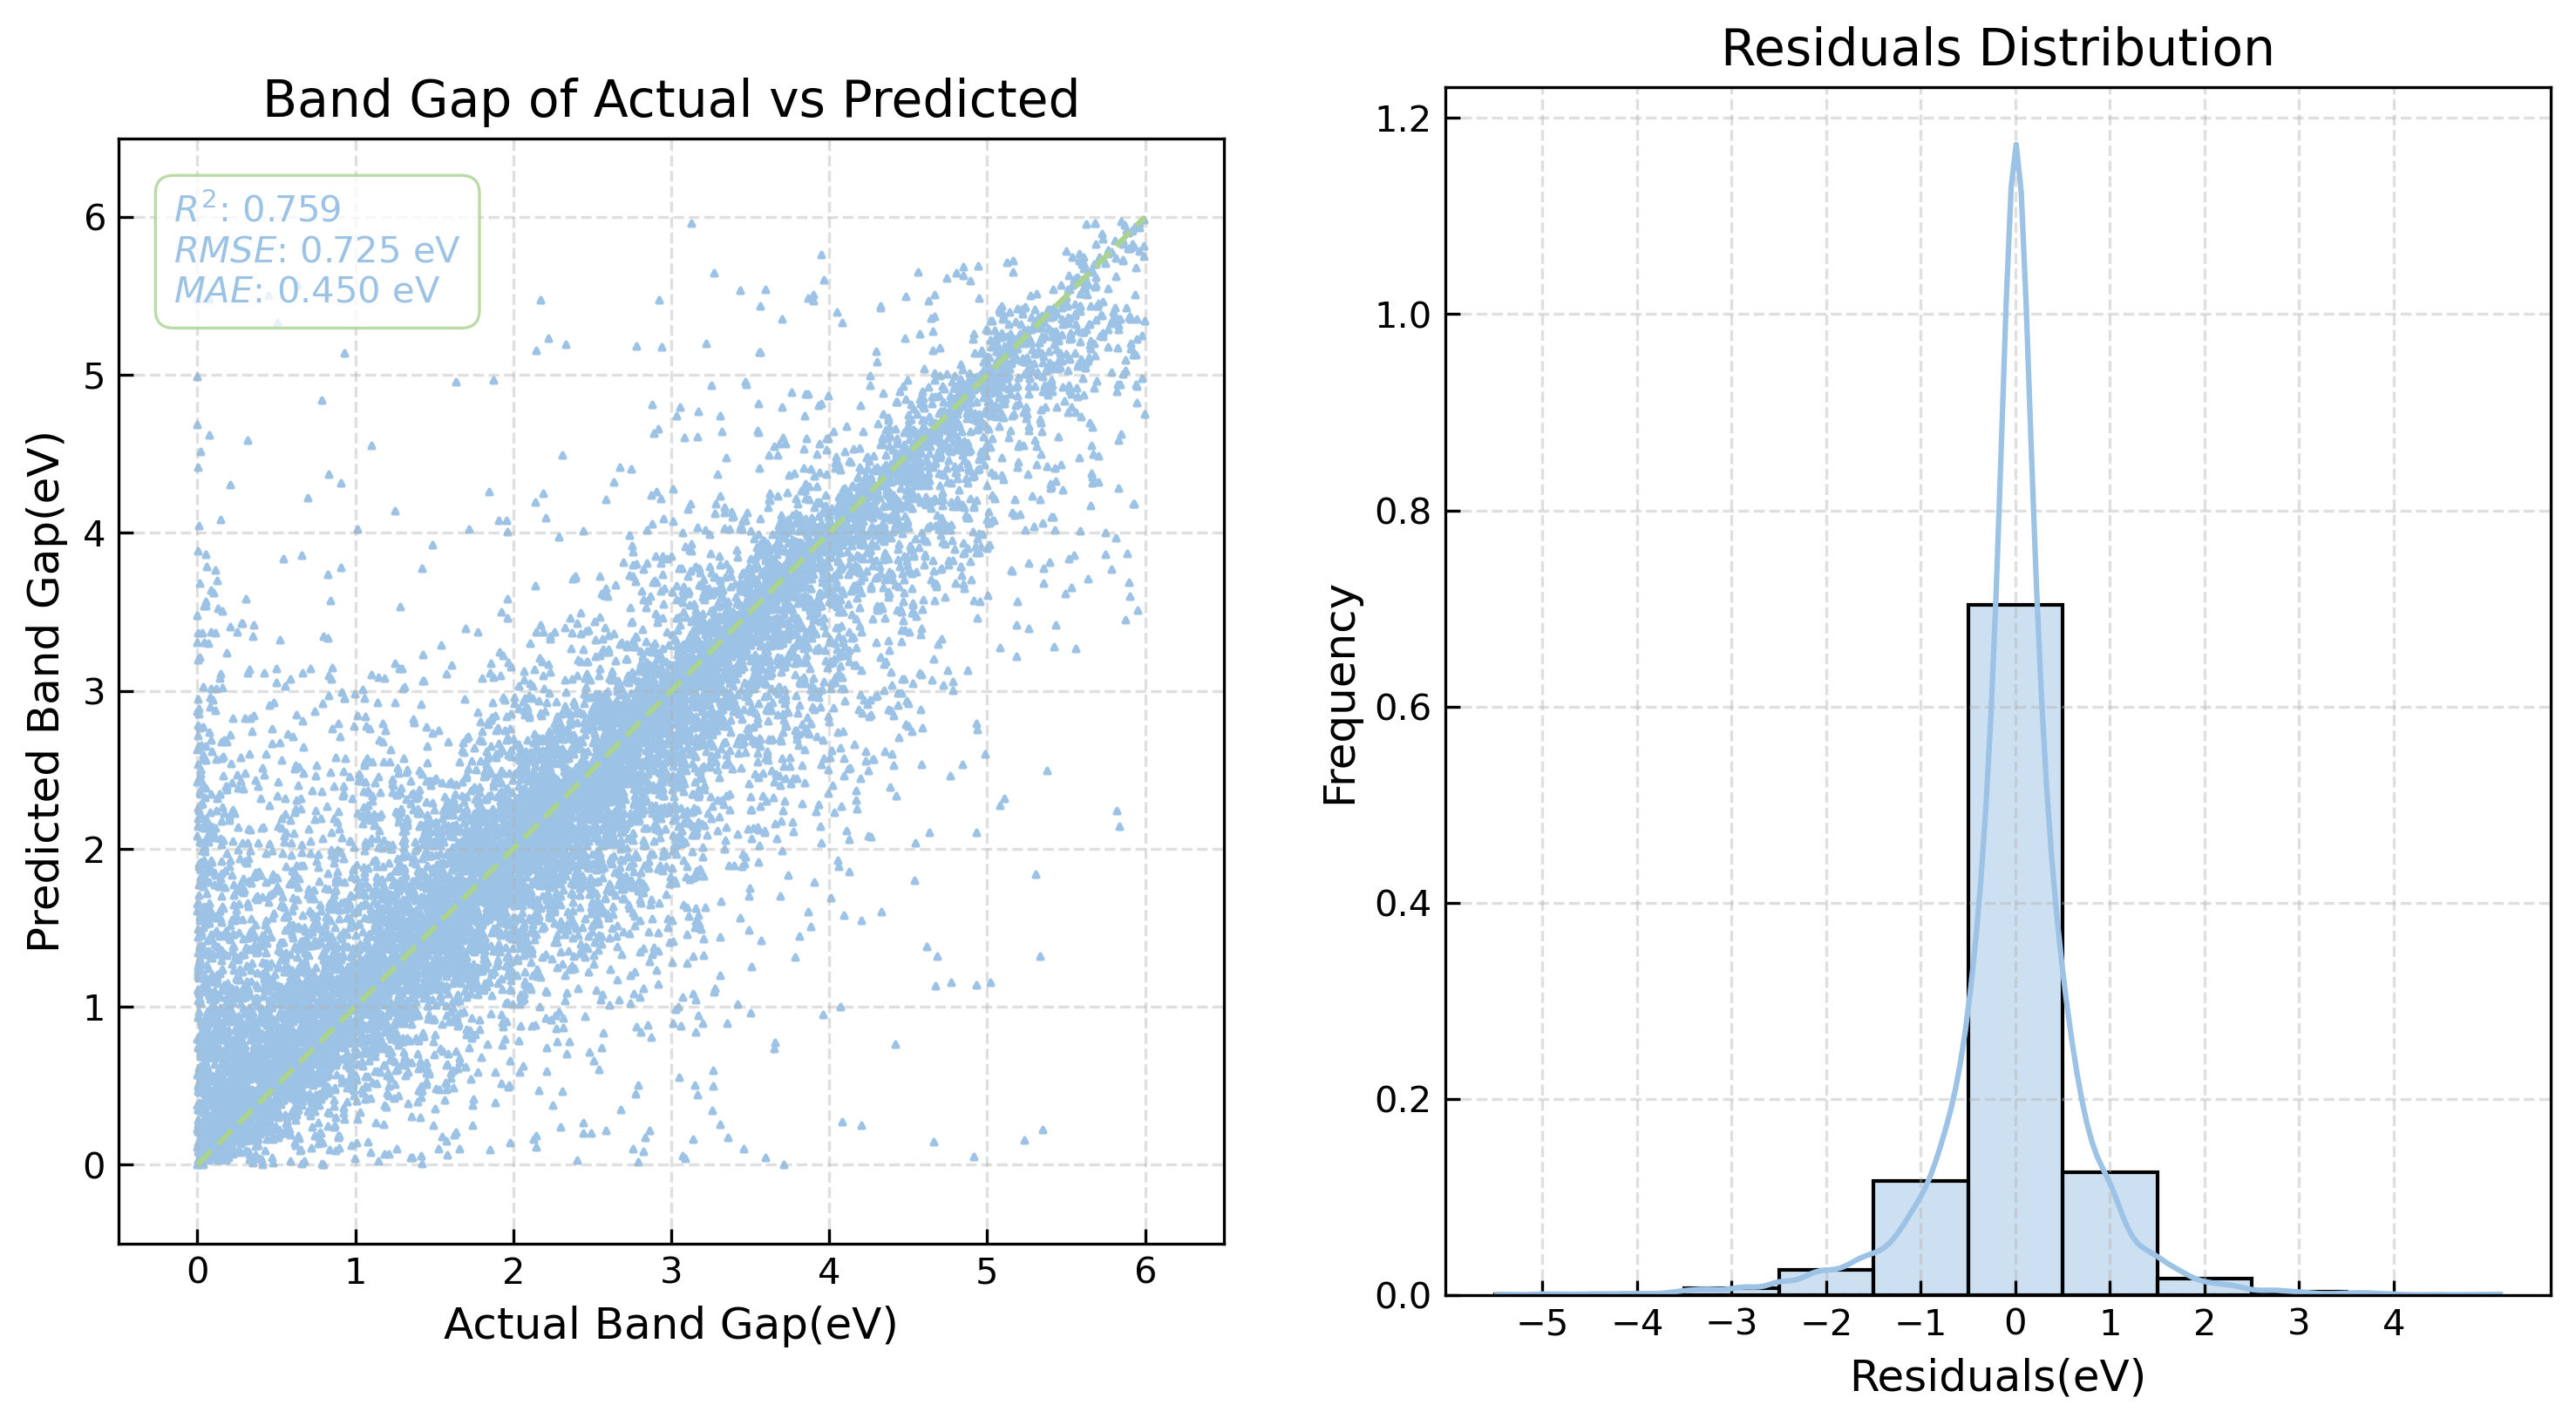 Band Gap of Actual vs Predicted
R²: 0.759
RMSE: 0.725 eV
MAE: 0.450 eV
Predicted Band Gap(eV)
6
5
4
3
2
1
0
0 1 2 3 4 5 6
Actual Band Gap(eV)
Residuals Distribution
Frequency
1.2
1.0
0.8
0.6
0.4
0.2
0.0
−5 −4 −3 −2 −1 0 1 2 3 4
Residuals(eV)